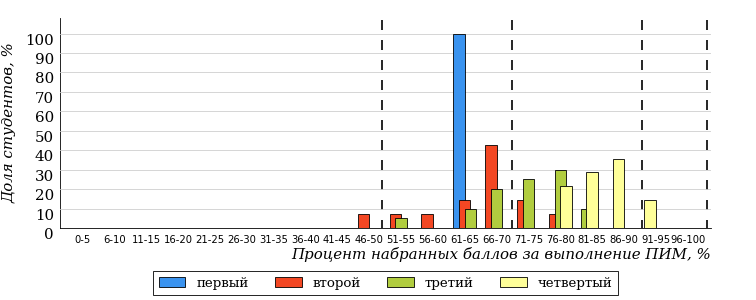 Доля студентов, %
100
90
80
70
60
50
40
30
20
10
0
0-5 6-10 11-15 16-20 21-25 26-30 31-35 36-40 41-45 46-50 51-55 56-60 61-65 66-70 71-75 76-80 81-85 86-90 91-95 96-100
Процент набранных баллов за выполнение ПИМ, %
первый второй третий четвертый